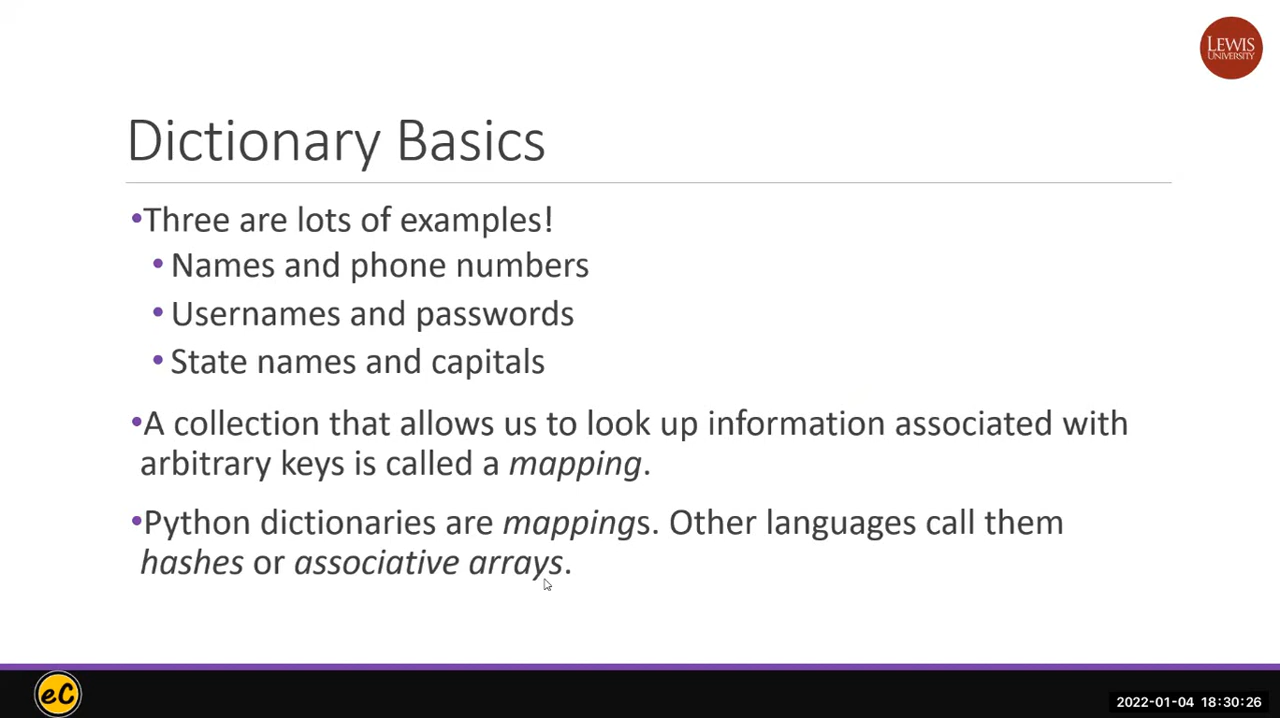 LEWIS
UNIVERSITY
Dictionary Basics
•Three are lots of examples!
• Names and phone numbers
• Usernames and passwords
• State names and capitals
•A collection that allows us to look up information associated with
arbitrary keys is called a mapping.
•Python dictionaries are mappings. Other languages call them
hashes or associative arrays.
eC
2022-01-04 18:30:26